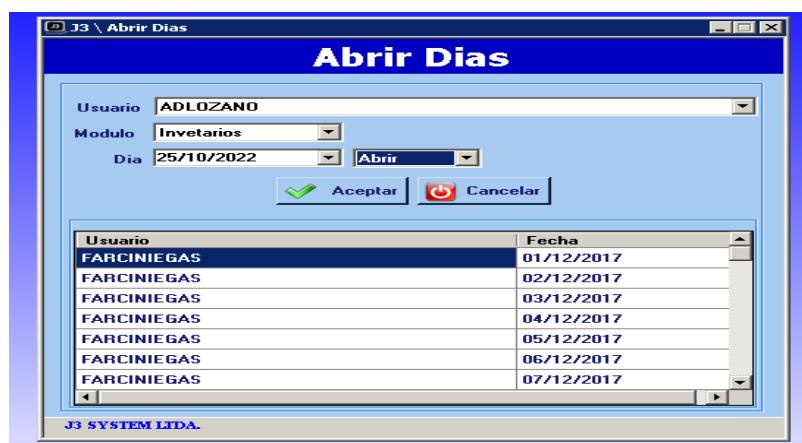 J3 \ Abrir Dias
Abrir Dias
Usuario ADLOZANO
Modulo Invetarios
Dia 25/10/2022 Abrir
Aceptar Cancelar
Usuario Fecha
FARCINIEGAS 01/12/2017
FARCINIEGAS 02/12/2017
FARCINIEGAS 03/12/2017
FARCINIEGAS 04/12/2017
FARCINIEGAS 05/12/2017
FARCINIEGAS 06/12/2017
FARCINIEGAS 07/12/2017
J3 SYSTEM LTDA.